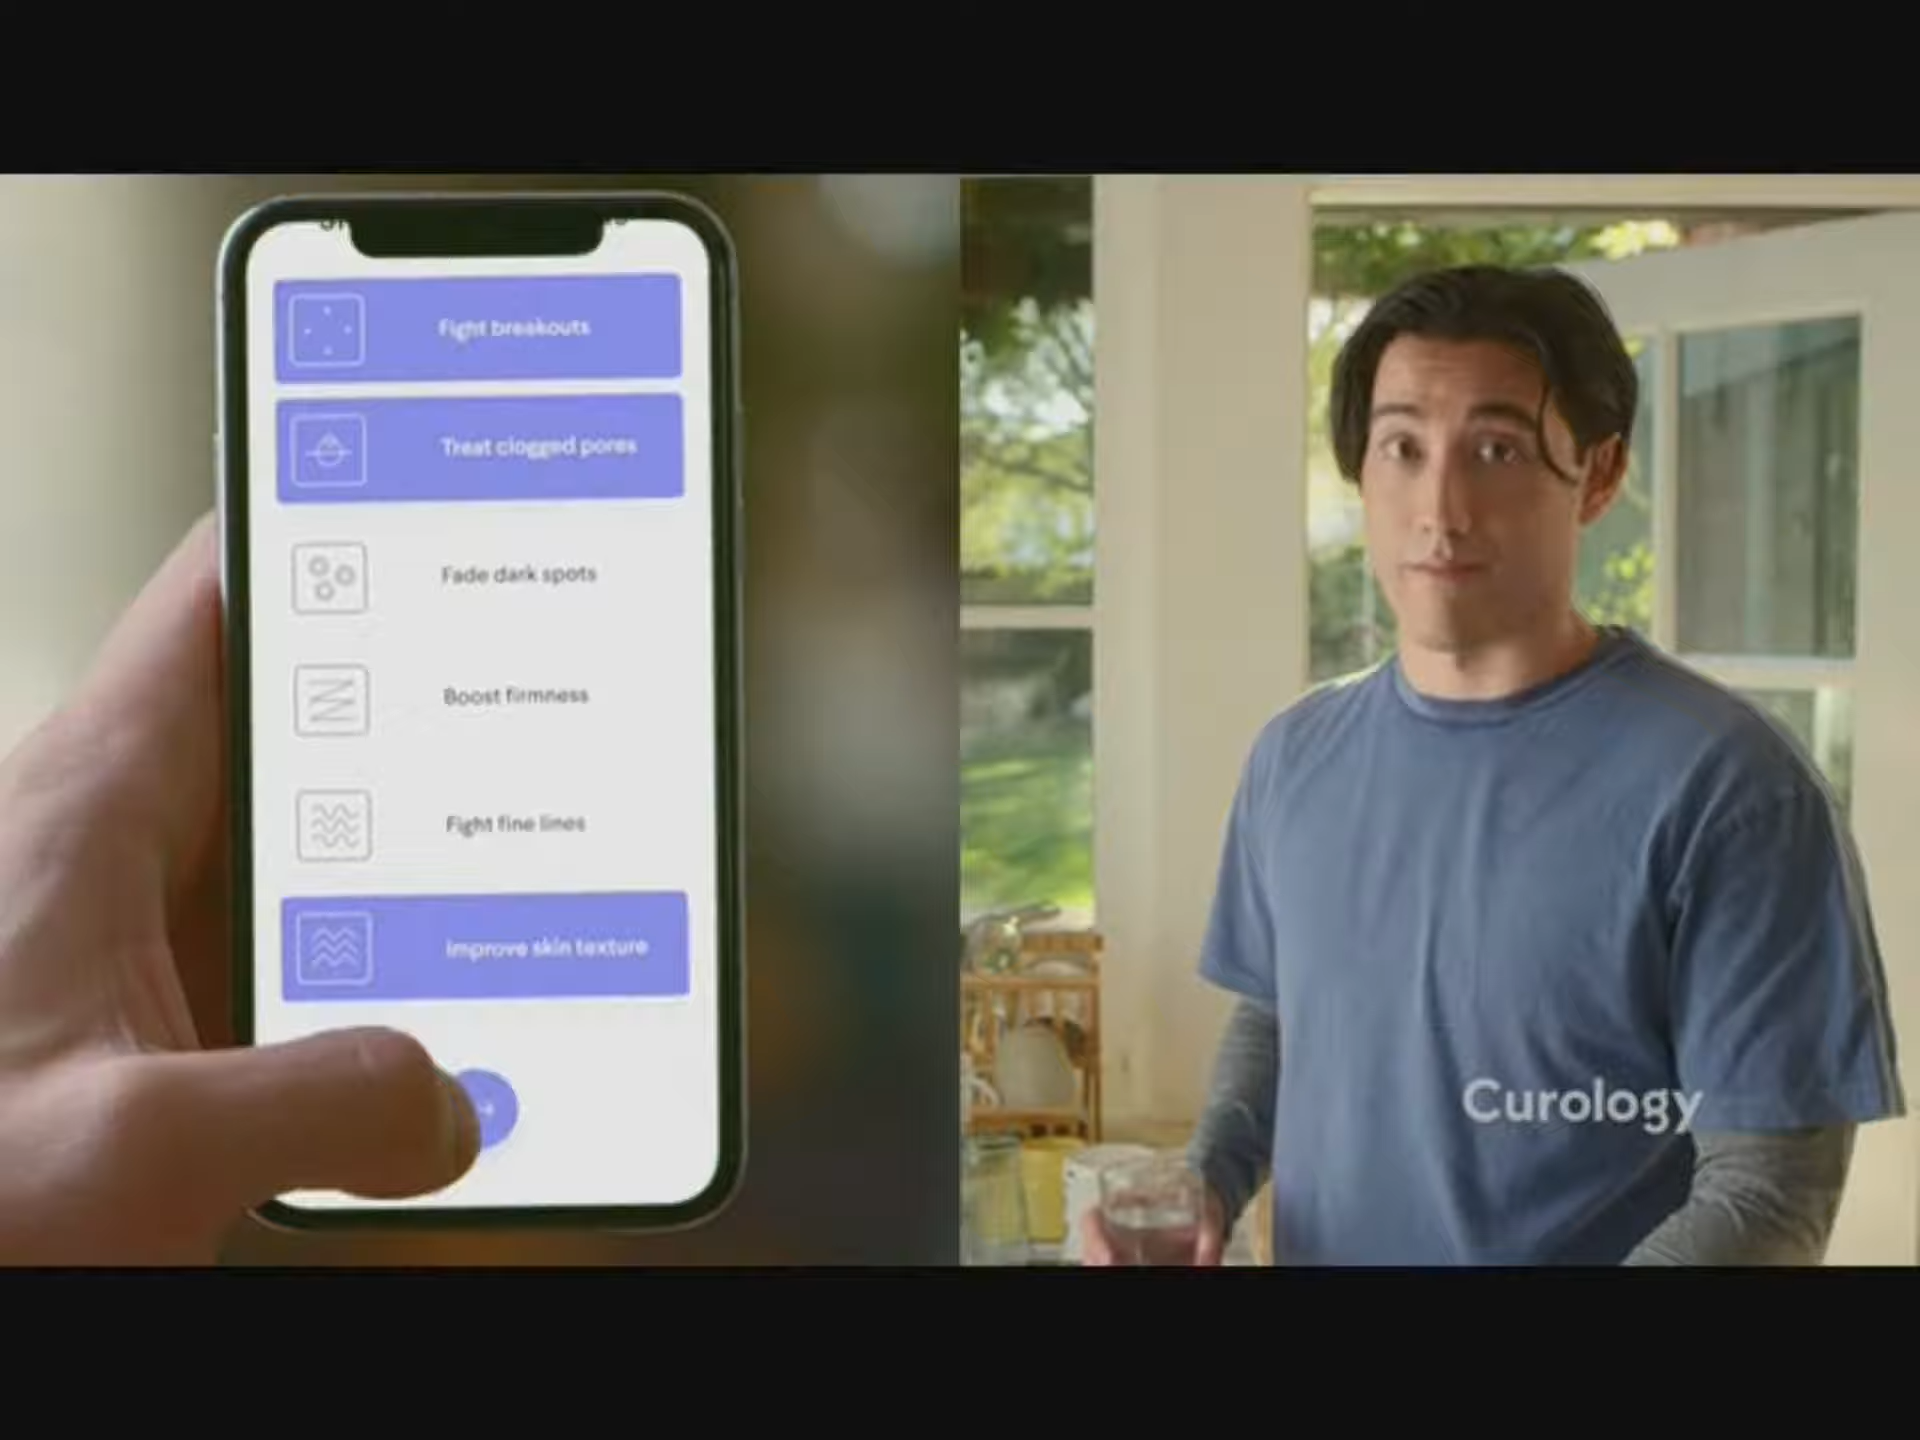 Fight breakouts
Treat clogged pores
Fade dark spots
Boost firmness
Fight fine lines
Improve skin texture
Curology